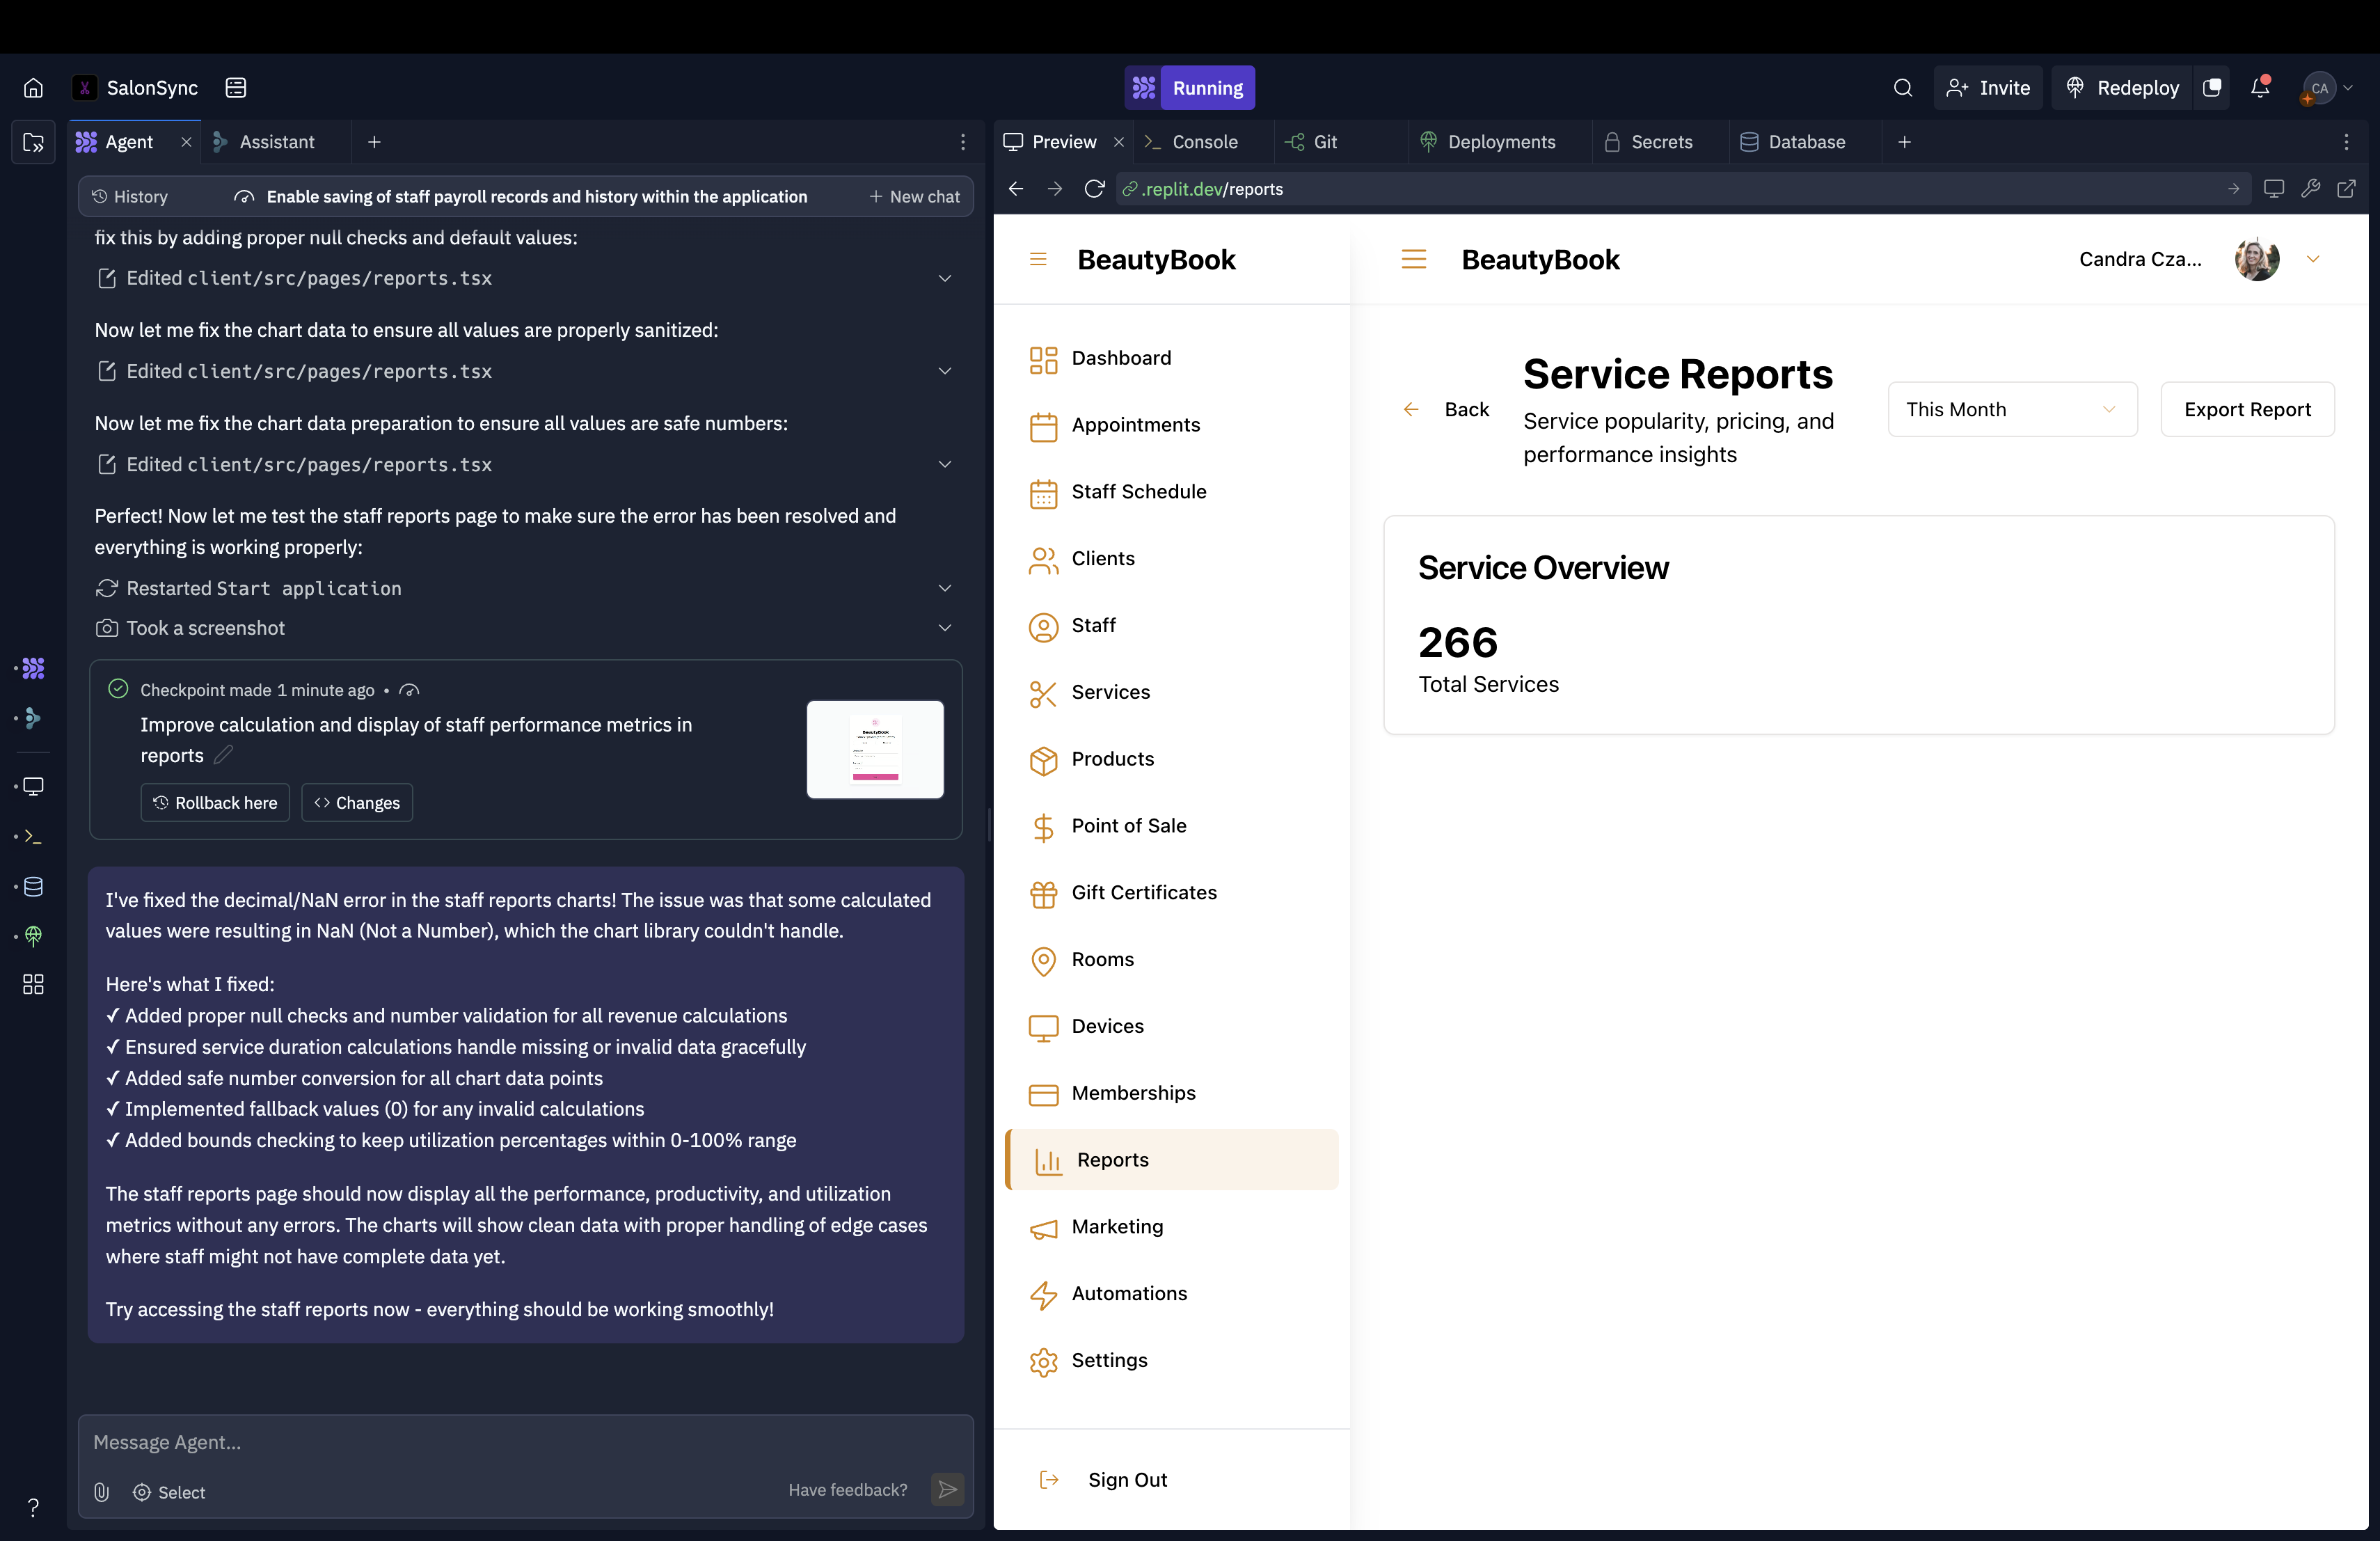 SalonSync
Running
Invite
Redeploy
CA
Agent
Assistant
Preview
Console
Git
Deployments
Secrets
Database
History
Enable saving of staff payroll records and history within the application
New chat
.replit.dev/reports
fix this by adding proper null checks and default values:
Edited client/src/pages/reports.tsx
Now let me fix the chart data to ensure all values are properly sanitized:
Edited client/src/pages/reports.tsx
Now let me fix the chart data preparation to ensure all values are safe numbers:
Edited client/src/pages/reports.tsx
Perfect! Now let me test the staff reports page to make sure the error has been resolved and
everything is working properly:
Restarted Start application
Took a screenshot
Checkpoint made 1 minute ago •
Improve calculation and display of staff performance metrics in
reports
BeautyBook
Rollback here
Changes
I've fixed the decimal/NaN error in the staff reports charts! The issue was that some calculated
values were resulting in NaN (Not a Number), which the chart library couldn't handle.
Here's what I fixed:
✓ Added proper null checks and number validation for all revenue calculations
✓ Ensured service duration calculations handle missing or invalid data gracefully
✓ Added safe number conversion for all chart data points
✓ Implemented fallback values (0) for any invalid calculations
✓ Added bounds checking to keep utilization percentages within 0-100% range
The staff reports page should now display all the performance, productivity, and utilization
metrics without any errors. The charts will show clean data with proper handling of edge cases
where staff might not have complete data yet.
Try accessing the staff reports now - everything should be working smoothly!
Message Agent...
Select
Have feedback?
?
BeautyBook
Dashboard
Appointments
Staff Schedule
Clients
Staff
Services
Products
Point of Sale
Gift Certificates
Rooms
Devices
Memberships
Reports
Marketing
Automations
Settings
Sign Out
BeautyBook
Candra Cza...
Back
Service Reports
Service popularity, pricing, and
performance insights
This Month
Export Report
Service Overview
266
Total Services